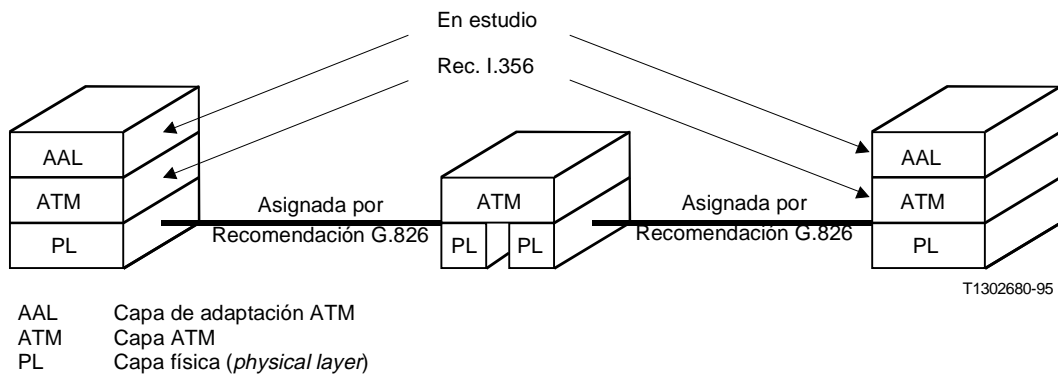 En estudio
Rec. I.356
AAL
ATM
PL
Asignada por
Recomendación G.826
ATM
PL PL
Asignada por
Recomendación G.826
AAL
ATM
PL
T1302680-95
AAL Capa de adaptación ATM
ATM Capa ATM
PL Capa física (physical layer)